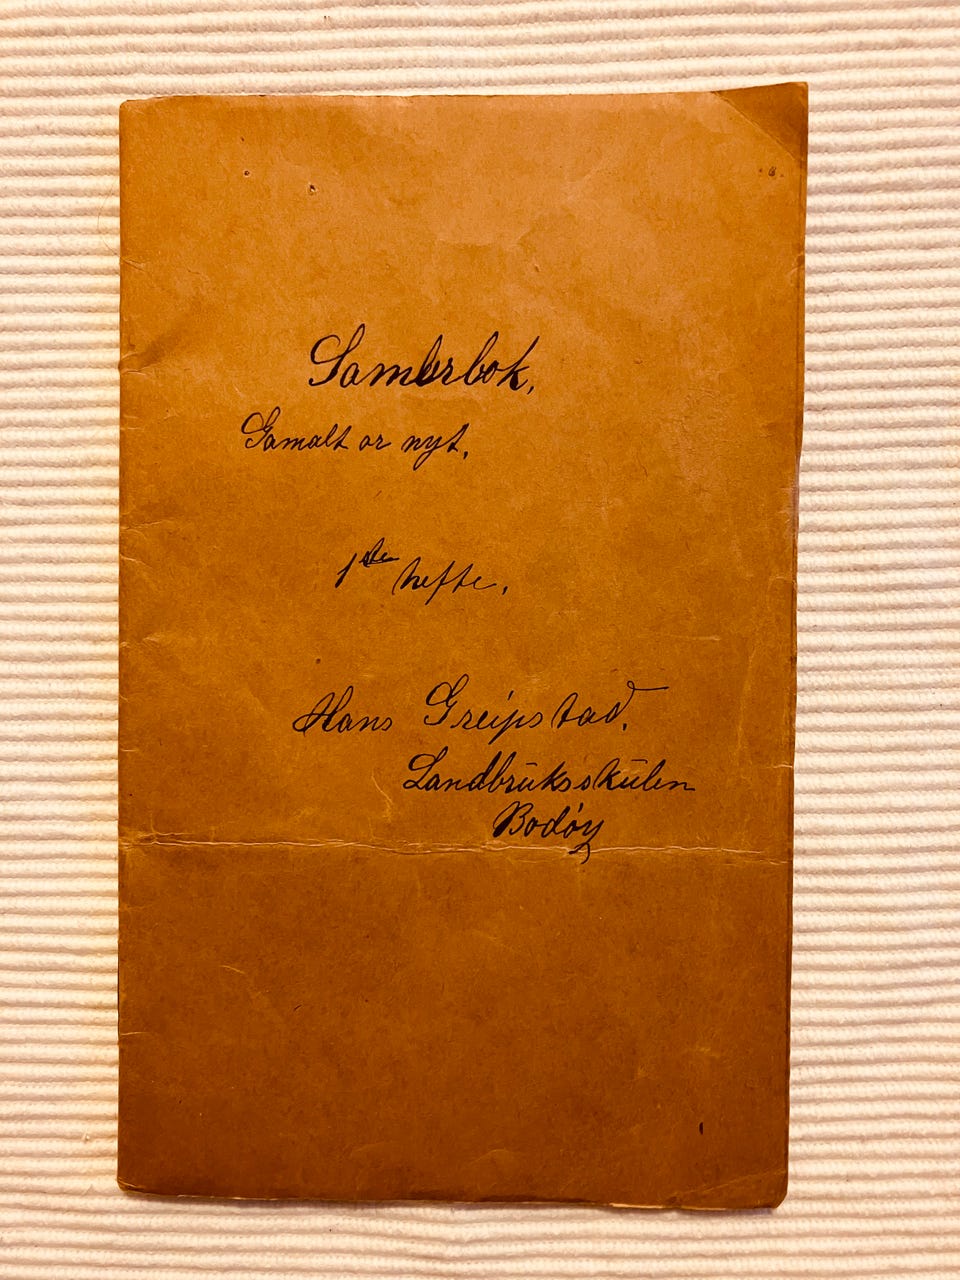 Samlerbok.
Gamalt or nyt.
1ste hefte.
Hans Greipstad.
Landbruksskulen
Bodøy